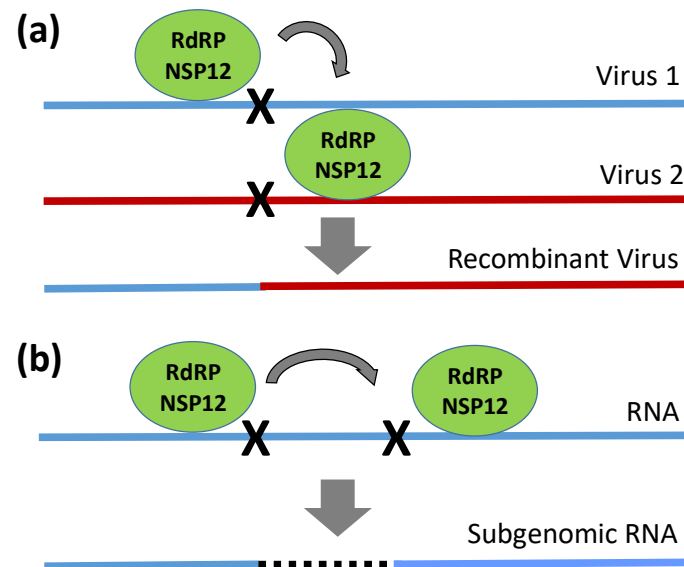 (a)
RdRP
NSP12
Virus 1
X
RdRP
NSP12
Virus 2
X
Recombinant Virus
(b)
RdRP
NSP12
RdRP
NSP12
RNA
X X
Subgenomic RNA